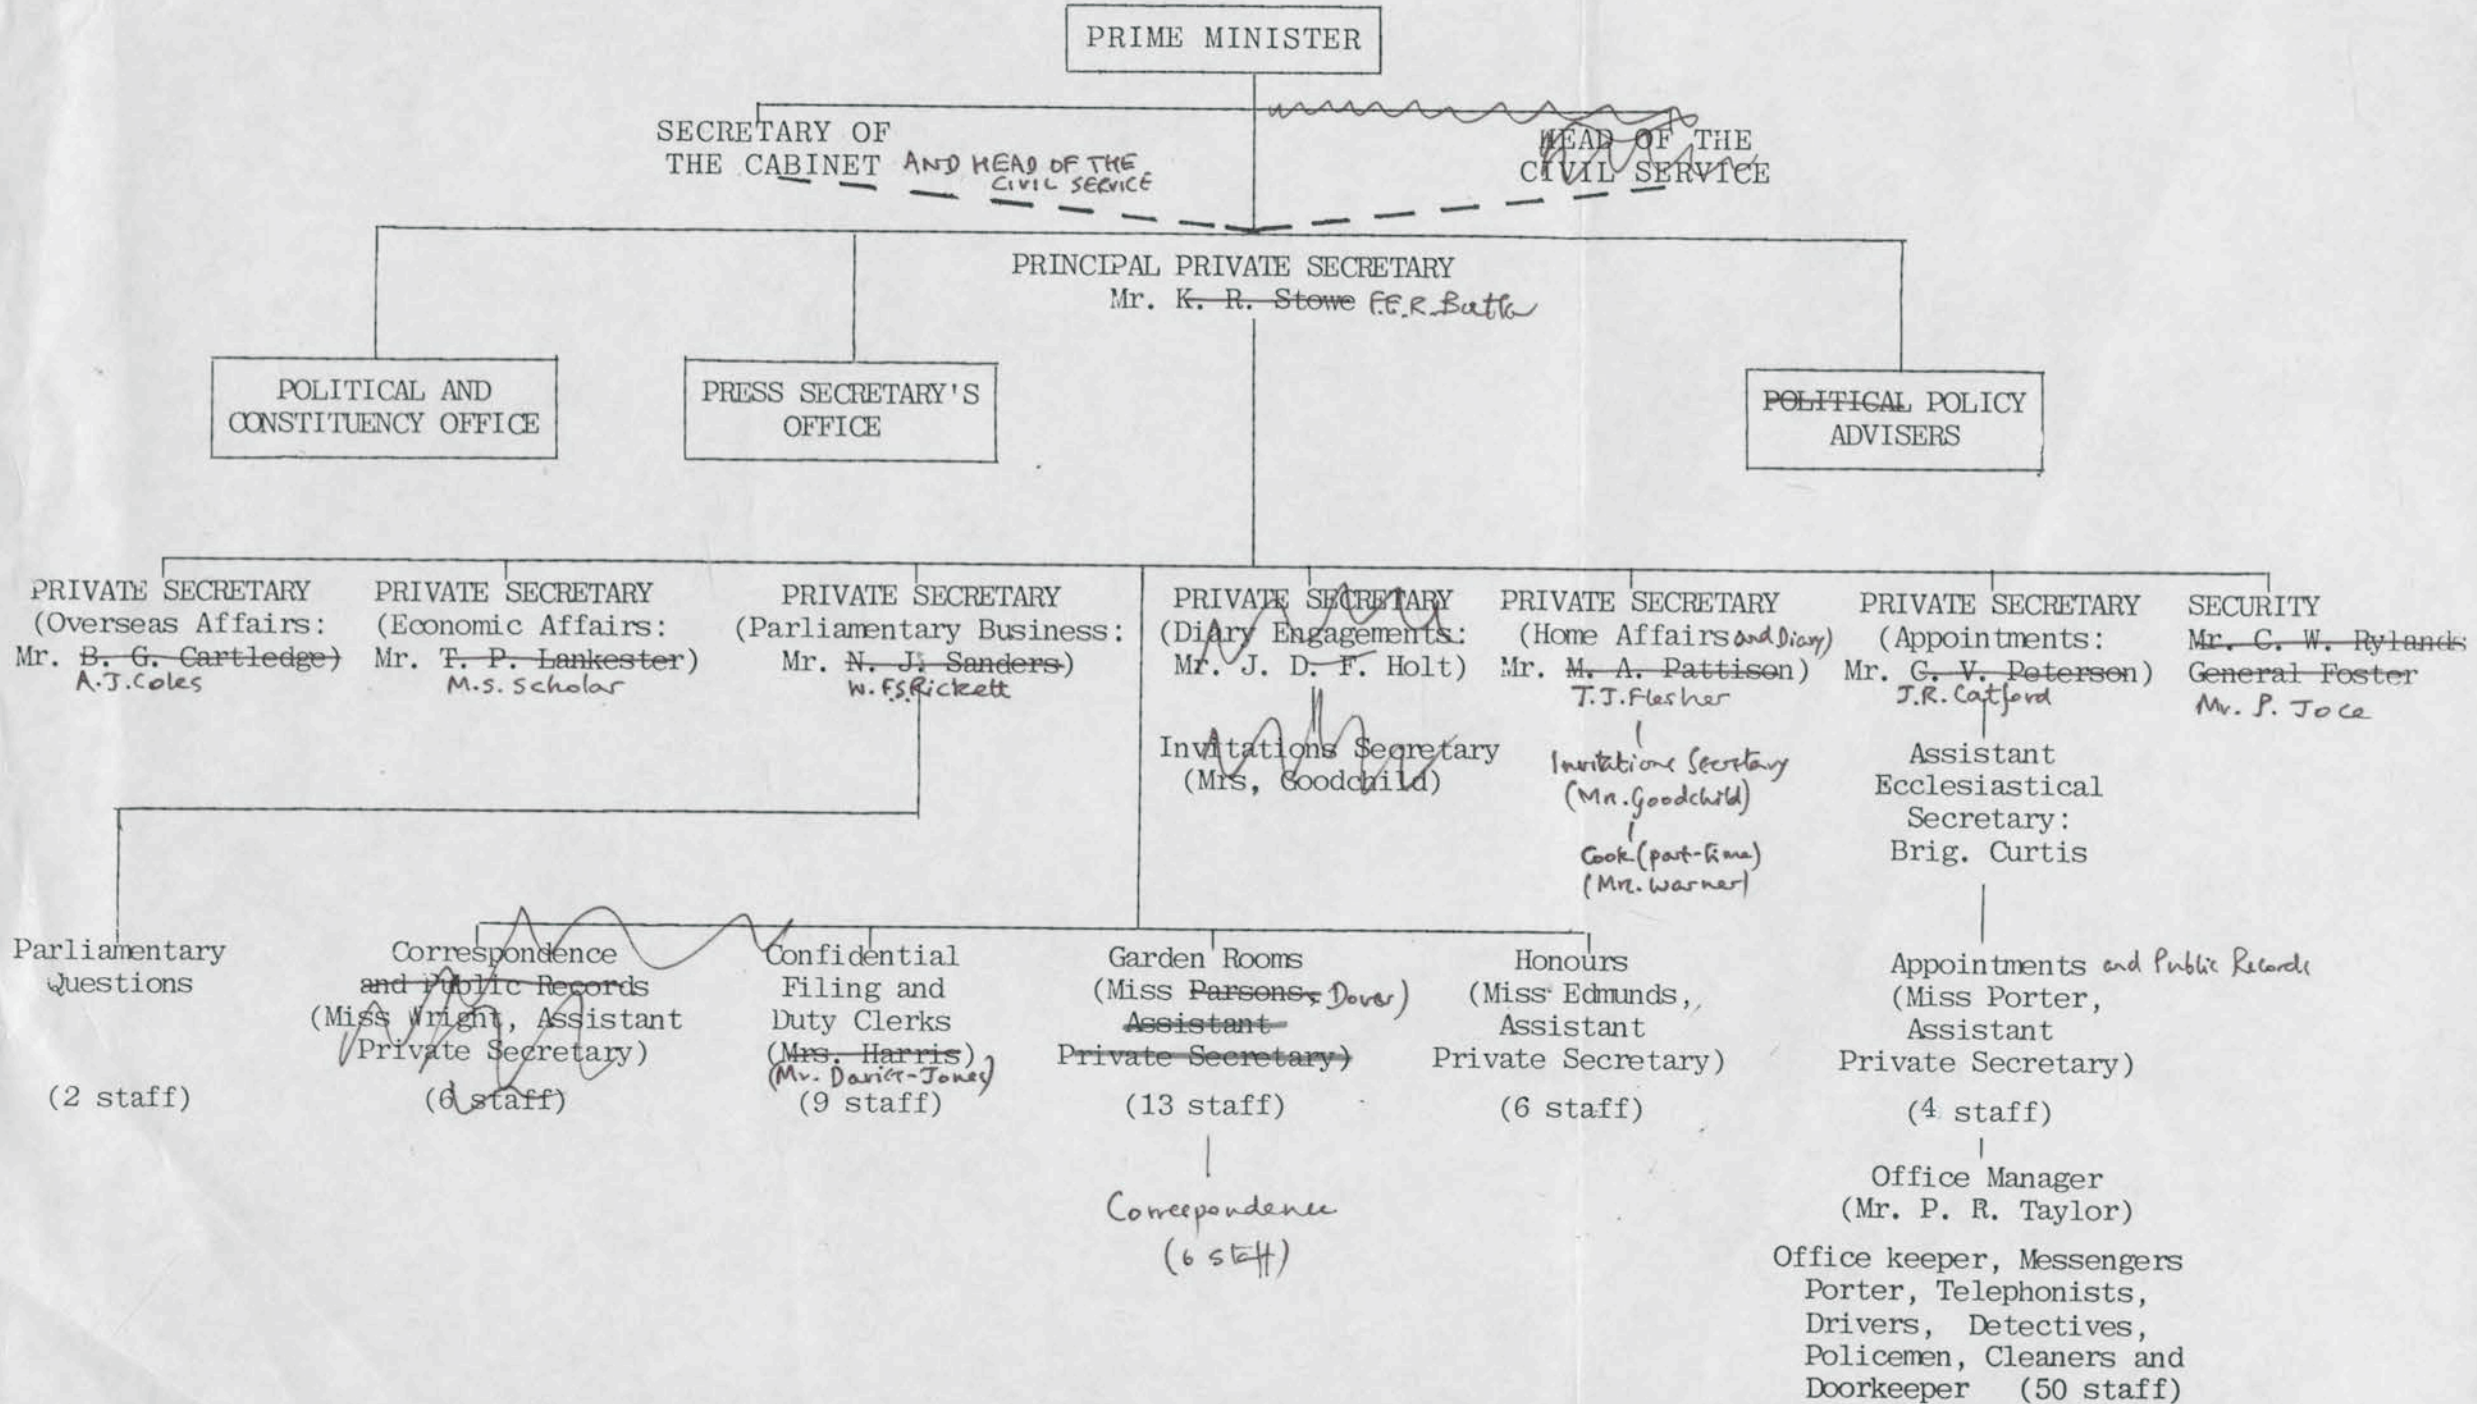 PRIME MINISTER
SECRETARY OF
THE CABINET AND HEAD OF THE
CIVIL SERVICE
HEAD OF THE
CIVIL SERVICE
PRINCIPAL PRIVATE SECRETARY
Mr. K. R. Stowe F.E.R. Butler
POLITICAL AND
CONSTITUENCY OFFICE
PRESS SECRETARY'S
OFFICE
POLITICAL POLICY
ADVISERS
PRIVATE SECRETARY
(Overseas Affairs:
Mr. B. G. Cartledge)
A.J. Coles
PRIVATE SECRETARY
(Economic Affairs:
Mr. T. P. Lankester)
M.S. Scholar
PRIVATE SECRETARY
(Parliamentary Business:
Mr. N. J. Sanders)
W.F.S. Rickett
PRIVATE SECRETARY
(Diary Engagements:
Mr. J. D. F. Holt)
Invitations Secretary
(Mrs, Goodchild)
PRIVATE SECRETARY
(Home Affairs and Diary)
Mr. M. A. Pattison)
T.J. Flesher
Invitations Secretary
(Mrs. Goodchild)
Cook (part-time)
(Mrs. Warner)
PRIVATE SECRETARY
(Appointments:
Mr. C. V. Peterson)
J.R. Catford
Assistant
Ecclesiastical
Secretary:
Brig. Curtis
SECURITY
Mr. C. W. Rylands
General Foster
Mr. P. Joce
Parliamentary
Questions
(2 staff)
Correspondence
and Public Records
(Miss Wright, Assistant
Private Secretary)
(6 staff)
Confidential
Filing and
Duty Clerks
(Mrs. Harris)
(Mr. Davies-Jones)
(9 staff)
Garden Rooms
(Miss Parsons, Dover)
Assistant
Private Secretary)
(13 staff)
Correspondence
(6 staff)
Honours
(Miss Edmunds,
Assistant
Private Secretary)
(6 staff)
Appointments and Public Records
(Miss Porter,
Assistant
Private Secretary)
(4 staff)
Office Manager
(Mr. P. R. Taylor)
Office keeper, Messengers
Porter, Telephonists,
Drivers, Detectives,
Policemen, Cleaners and
Doorkeeper (50 staff)